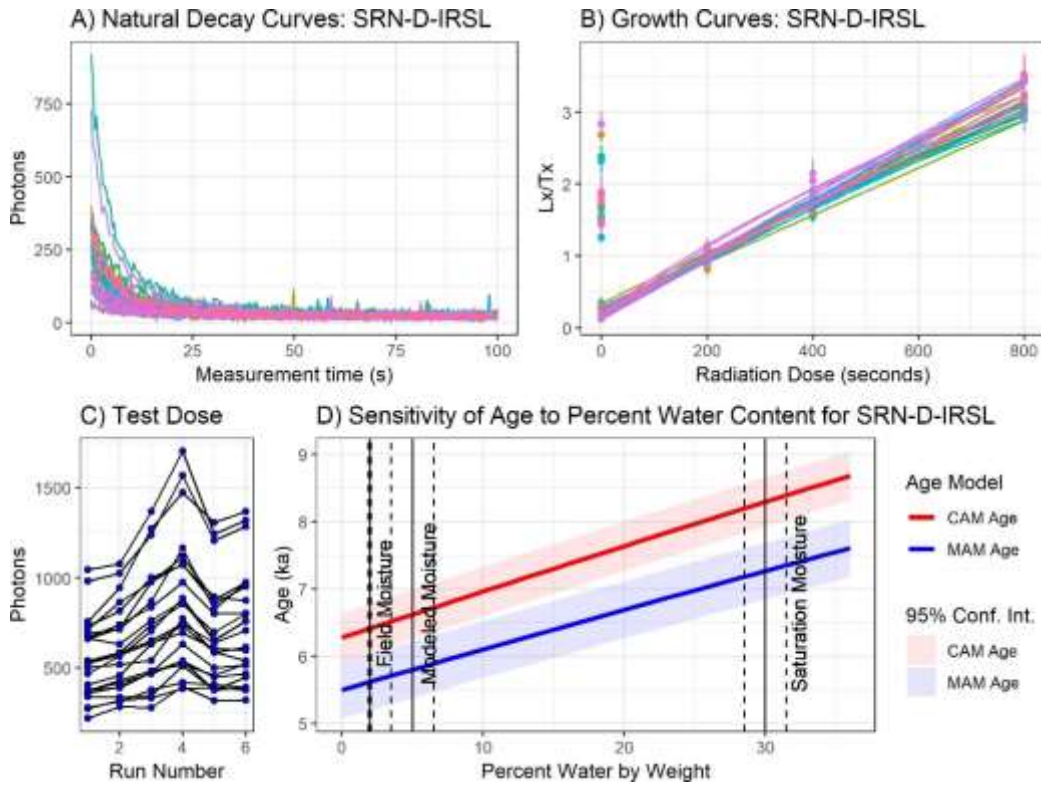 A) Natural Decay Curves: SRN-D-IRSL
Photons
750
500
250
0
0 25 50 75 100
Measurement time (s)
B) Growth Curves: SRN-D-IRSL
Lx/Tx
3
2
1
0
0 200 400 600 800
Radiation Dose (seconds)
C) Test Dose
Photons
1500
1000
500
2 4 6
Run Number
D) Sensitivity of Age to Percent Water Content for SRN-D-IRSL
Age (ka)
9
8
7
6
5
Field Moisture
Modeled Moisture
Saturation Moisture
0 10 20 30
Percent Water by Weight
Age Model
CAM Age
MAM Age
95% Conf. Int.
CAM Age
MAM Age